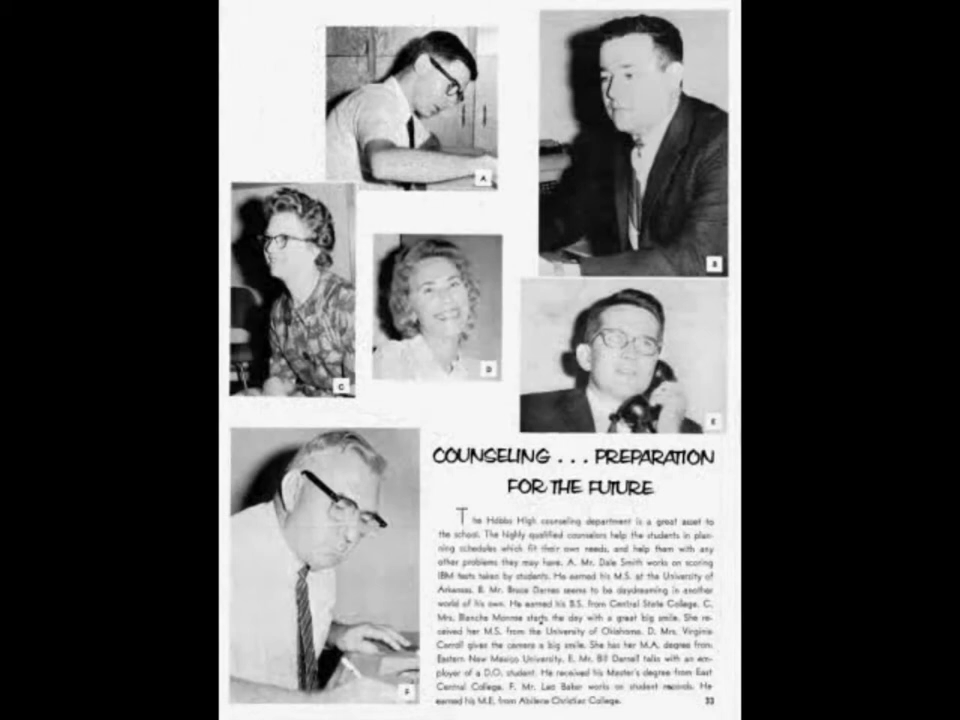 A
B
C
D
E
F
COUNSELING . . . PREPARATION
FOR THE FUTURE
The Hobbs High counseling department is a great asset to
the school. The highly qualified counselors help the students in plan-
ning schedules which fit their own needs, and help them with any
other problems they may have. A. Mr. Dale Smith works on scoring
IBM tests taken by students. He earned his M.S. at the University of
Arkansas. B. Mr. Bruce Darnes seems to be daydreaming in another
world of his own. He earned his B.S. from Central State College. C.
Mrs. Blanche Monroe starts the day with a great big smile. She re-
ceived her M.S. from the University of Oklahoma. D. Mrs. Virginia
Carroll gives the camera a big smile. She has her M.A. degree from
Eastern New Mexico University. E. Mr. Bill Darnell talks with an em-
ployer of a D.O. student. He received his Master's degree from East
Central College. F. Mr. Leo Baker works on student records. He
earned his M.E. from Abilene Christian College.
33